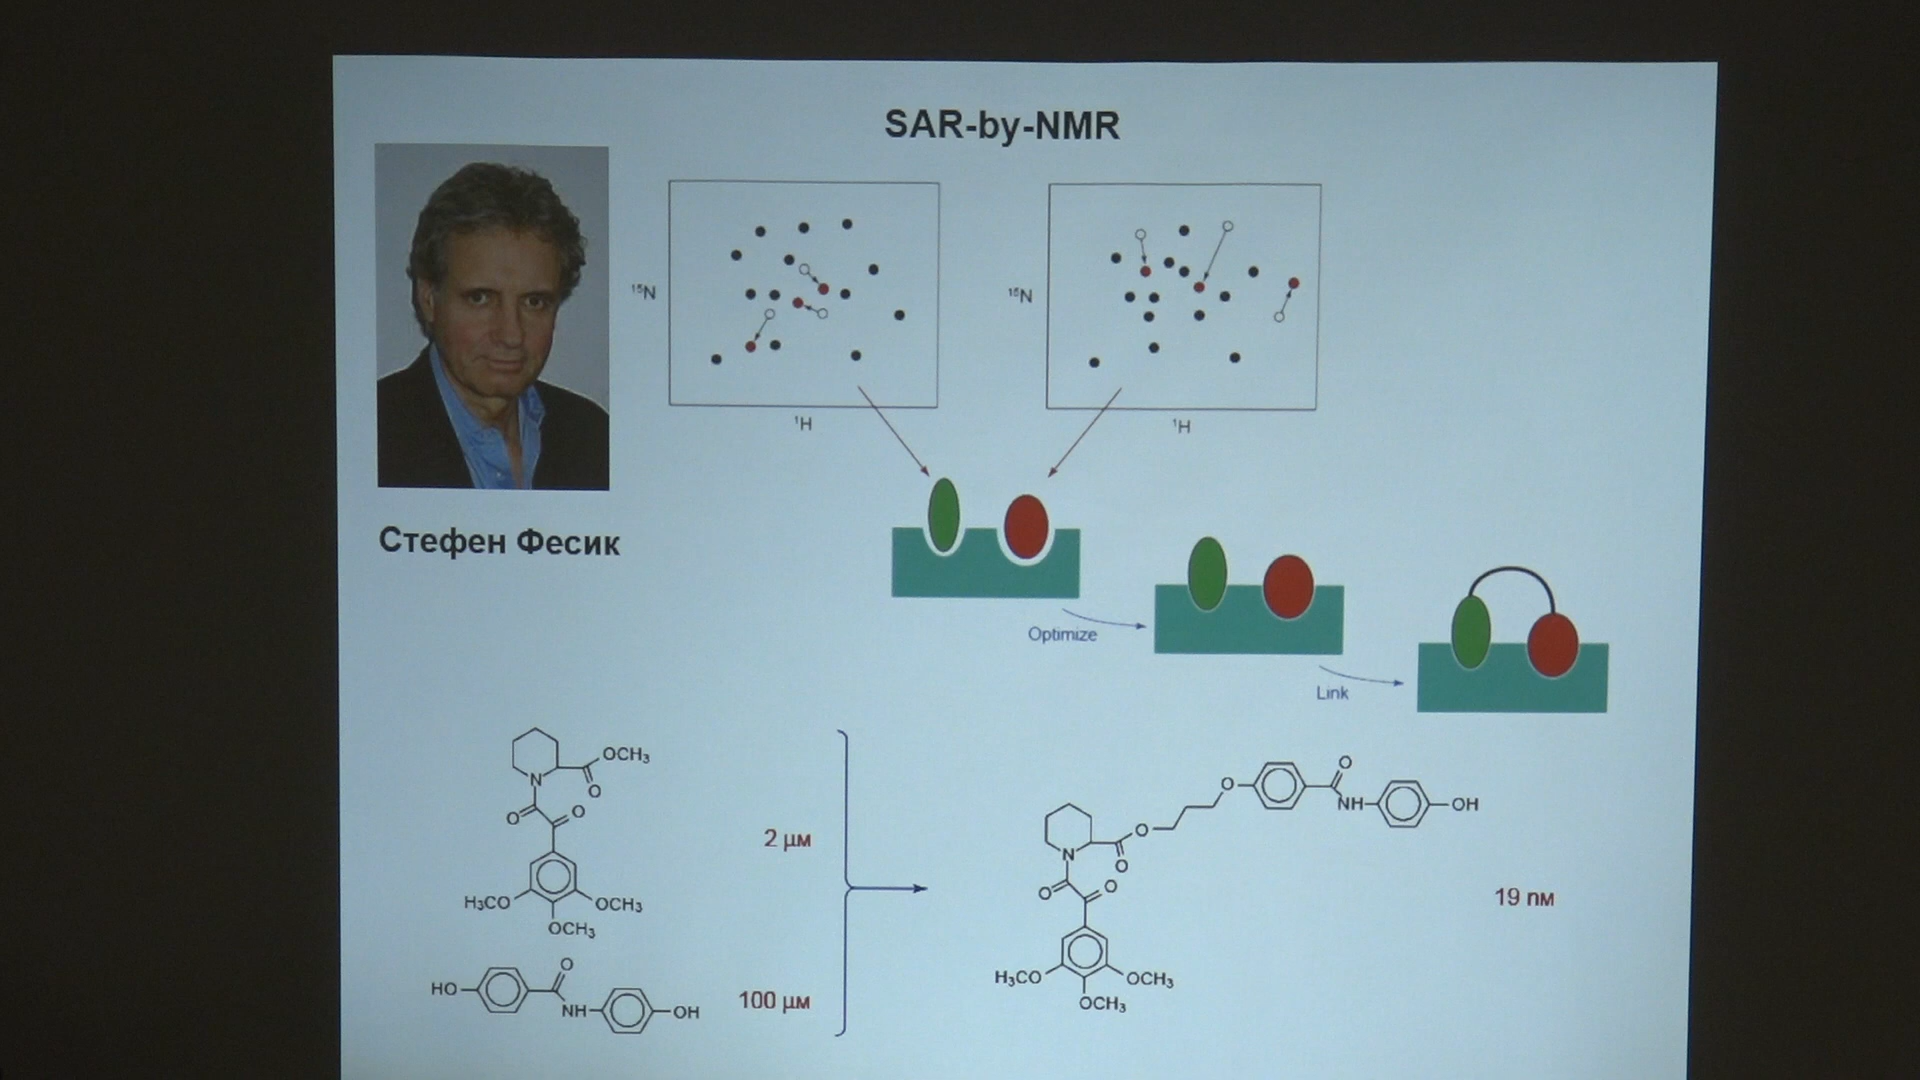 SAR-by-NMR
¹⁵N
¹H
¹⁵N
¹H
Стефен Фесик
Optimize
Link
OCH₃
N
O
O
O
H₃CO
OCH₃
OCH₃
2 μм
HO
O
NH
OH
100 μм
O
O
NH
OH
O
N
O
O
O
H₃CO
OCH₃
OCH₃
19 nм